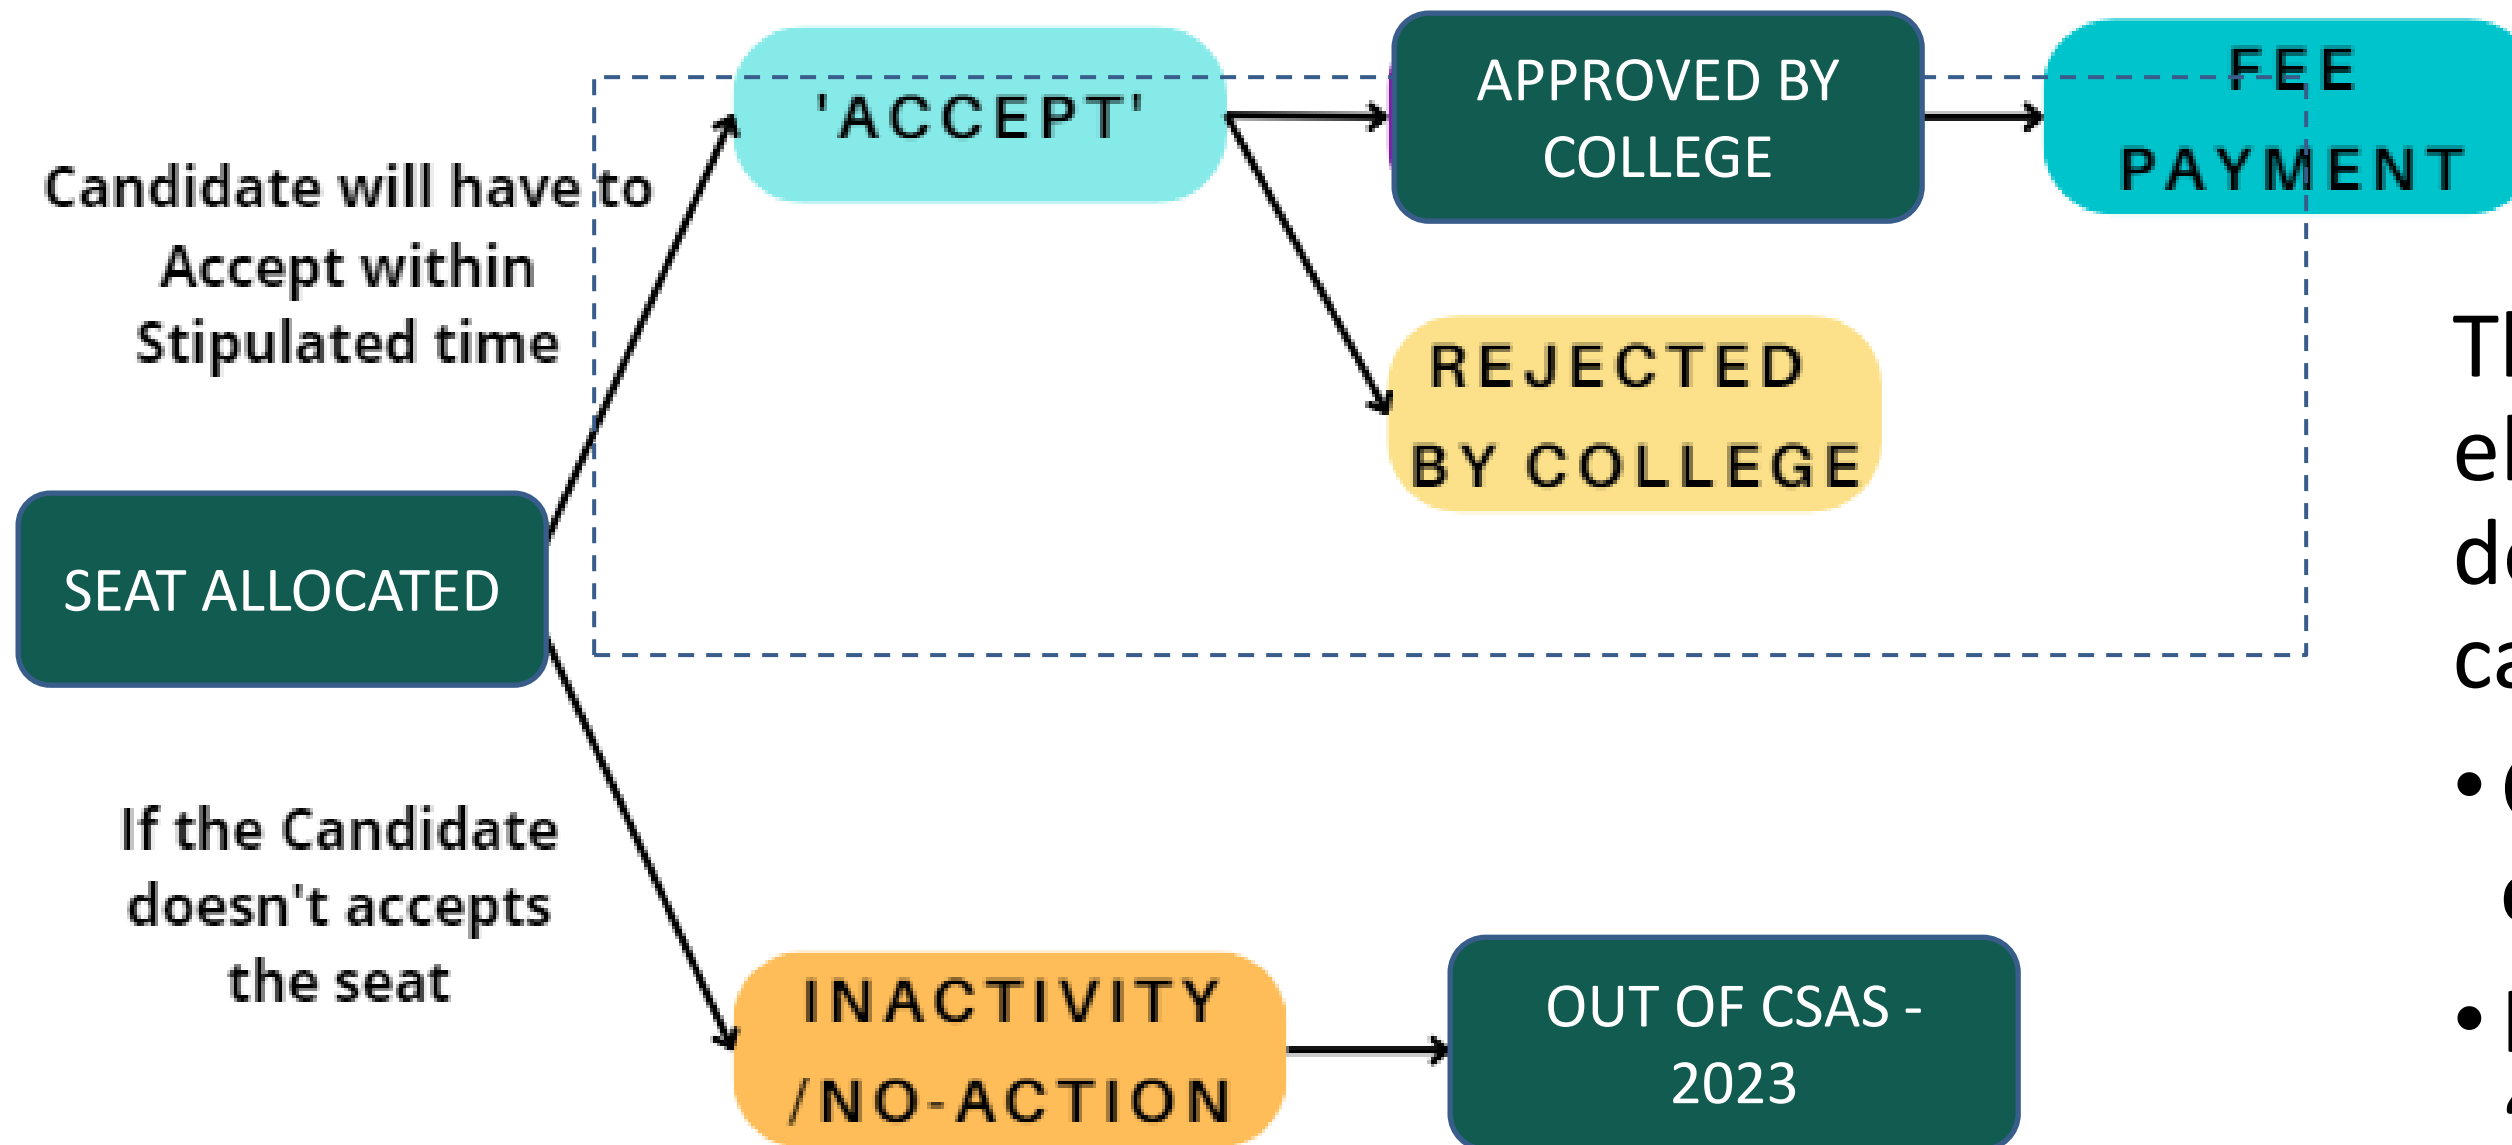 'ACCEPT'
APPROVED BY
COLLEGE
FEE
PAYMENT
Candidate will have to
Accept within
Stipulated time
REJECTED
BY COLLEGE
SEAT ALLOCATED
If the Candidate
doesn't accepts
the seat
INACTIVITY
/NO-ACTION
OUT OF CSAS -
2023